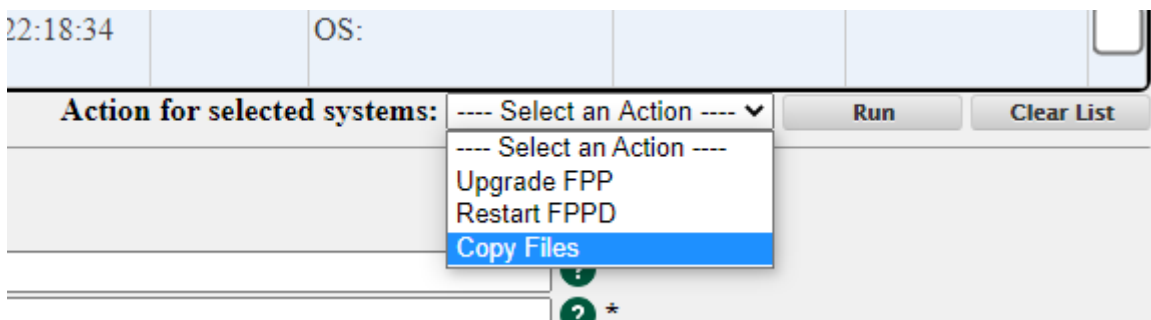 22:18:34 OS:
Action for selected systems: ---- Select an Action ---- Run Clear List
---- Select an Action ----
Upgrade FPP
Restart FPPD
Copy Files
?
? *